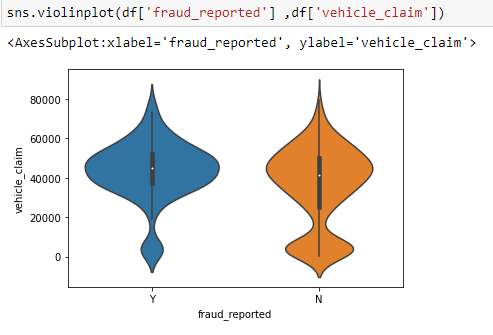 sns.violinplot(df['fraud_reported'] ,df['vehicle_claim'])
<AxesSubplot:xlabel='fraud_reported', ylabel='vehicle_claim'>
80000
60000
40000
20000
0
vehicle_claim
Y
N
fraud_reported